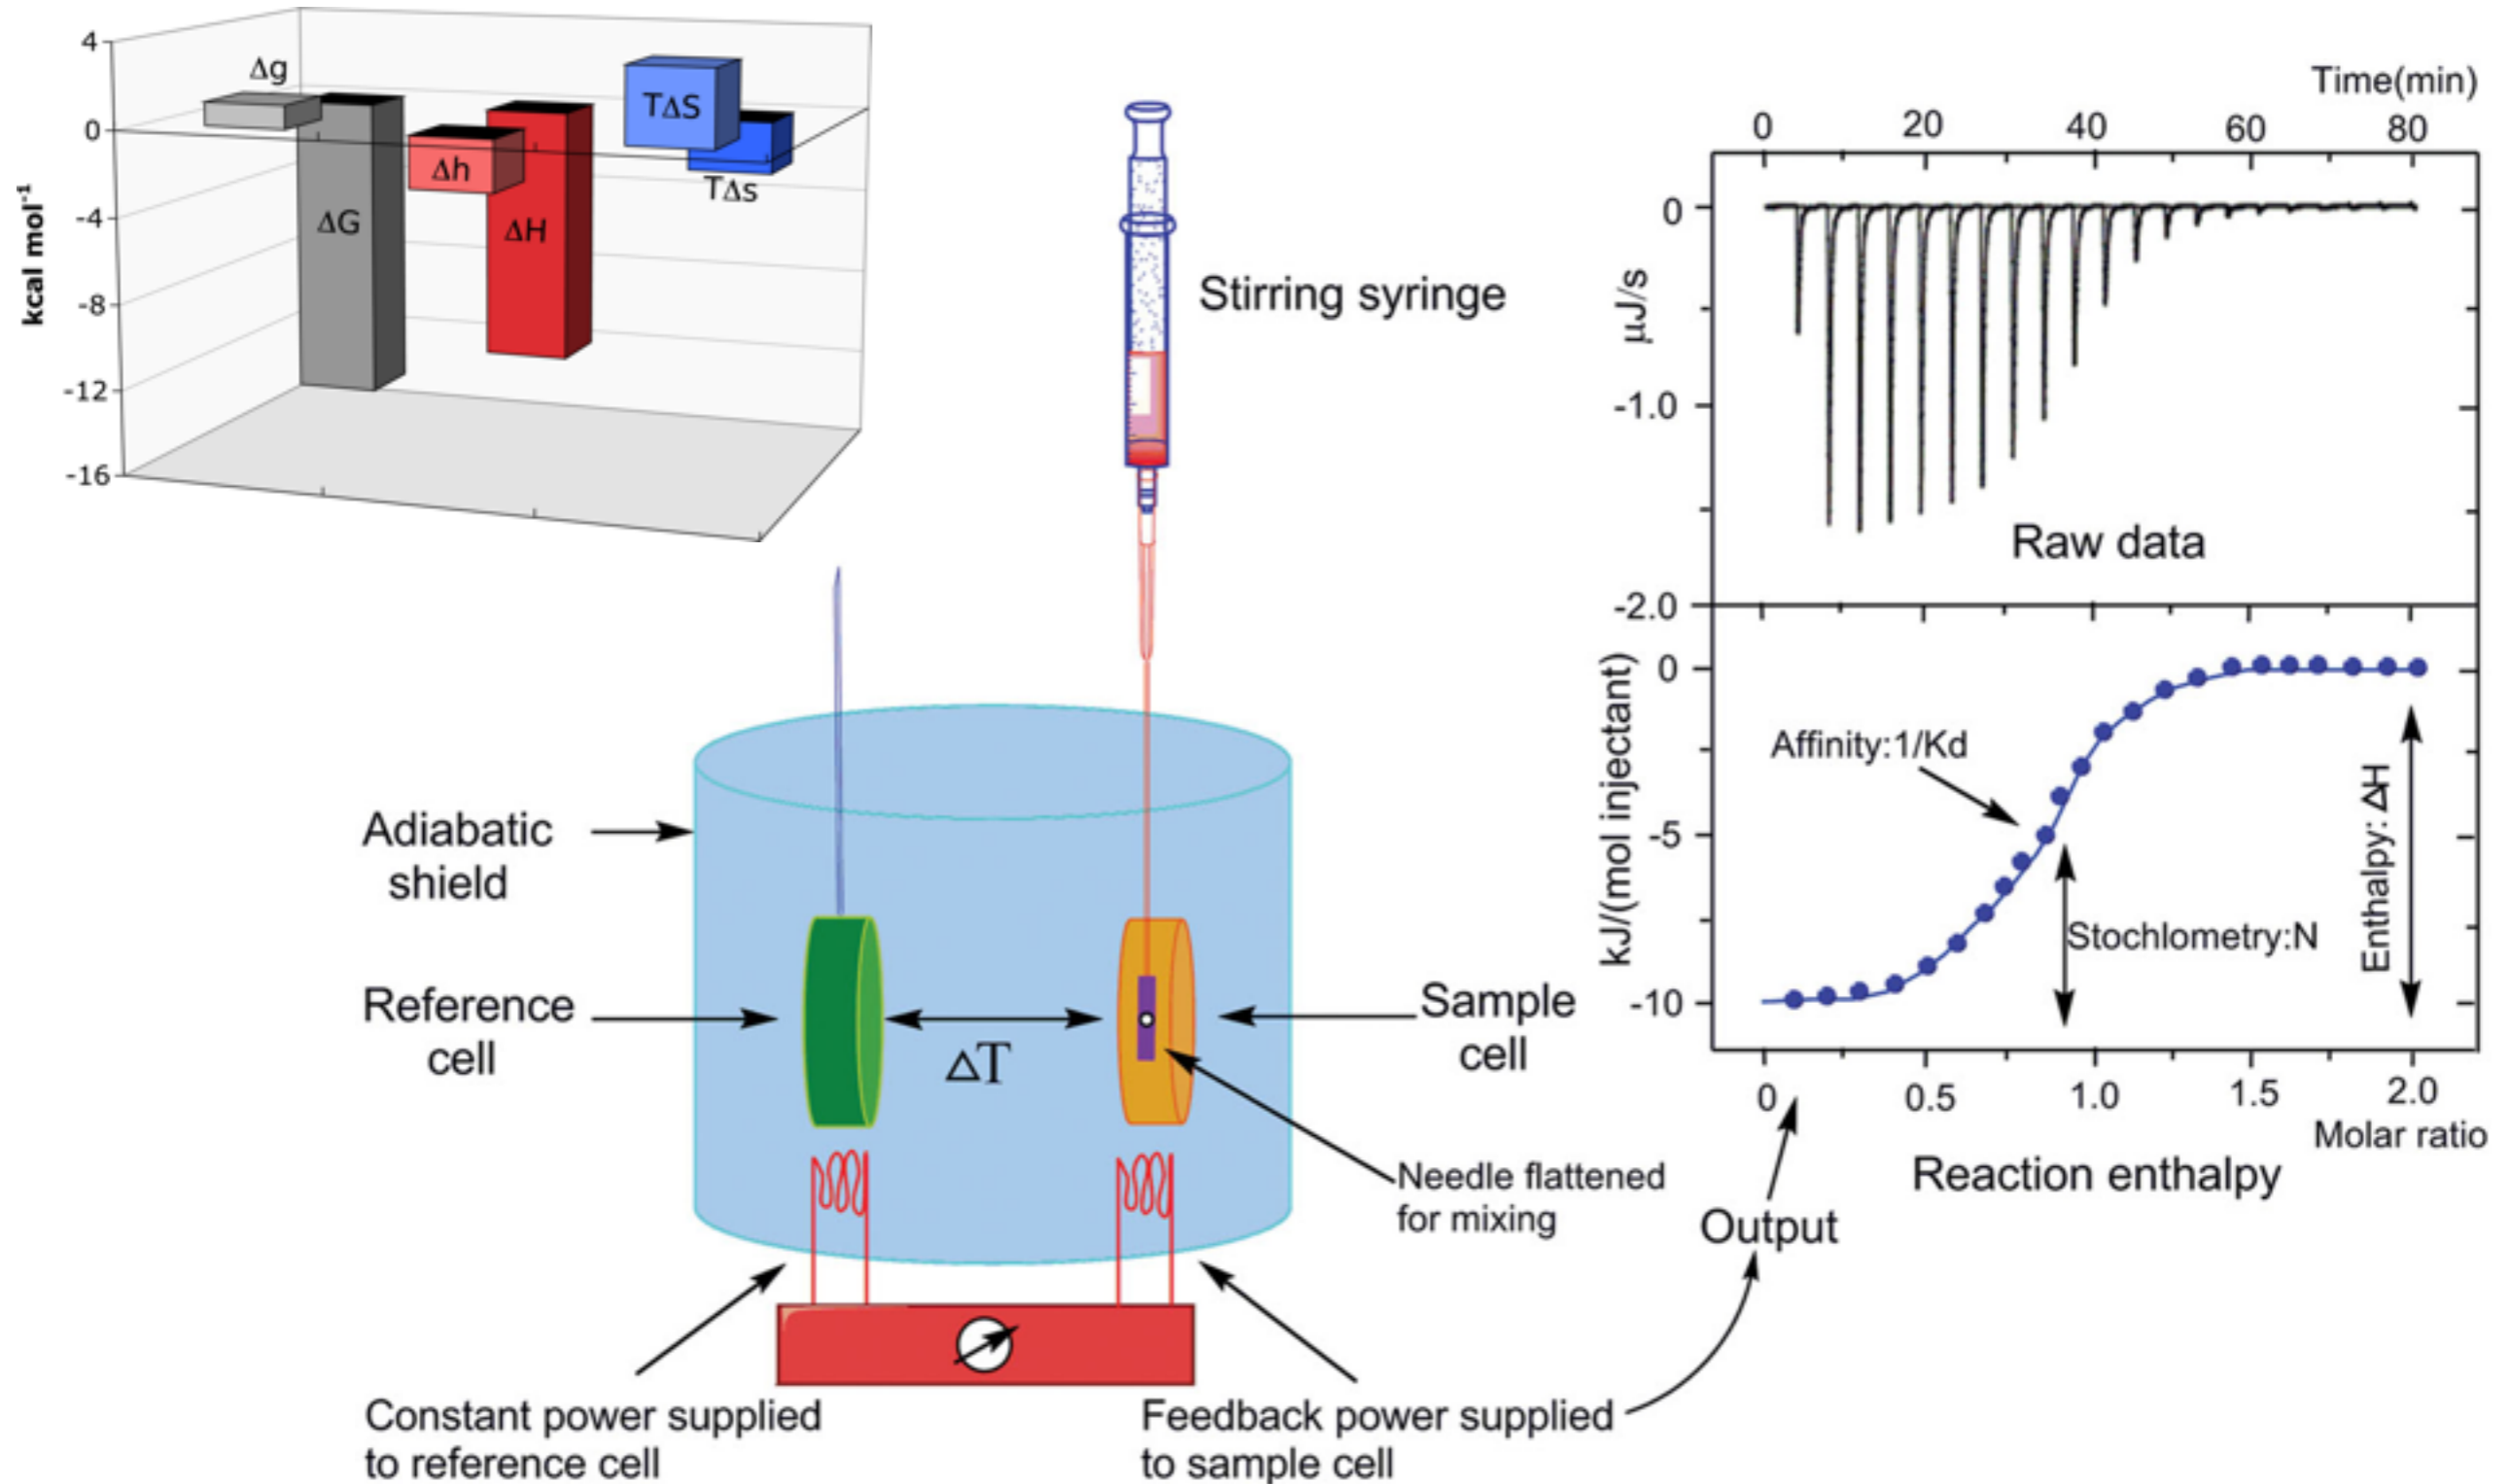 4
0
-4
-8
-12
-16
kcal mol-1
Δg
ΔG
Δh
ΔH
TΔS
TΔs
Stirring syringe
Adiabatic
shield
Reference
cell
ΔT
Sample
cell
Needle flattened
for mixing
Constant power supplied
to reference cell
Feedback power supplied
to sample cell
Output
Time(min)
0 20 40 60 80
0
-1.0
-2.0
μJ/s
Raw data
0
-5
-10
kJ/(mol injectant)
Affinity:1/Kd
Stochlometry:N
Enthalpy: ΔH
0 0.5 1.0 1.5 2.0
Molar ratio
Reaction enthalpy